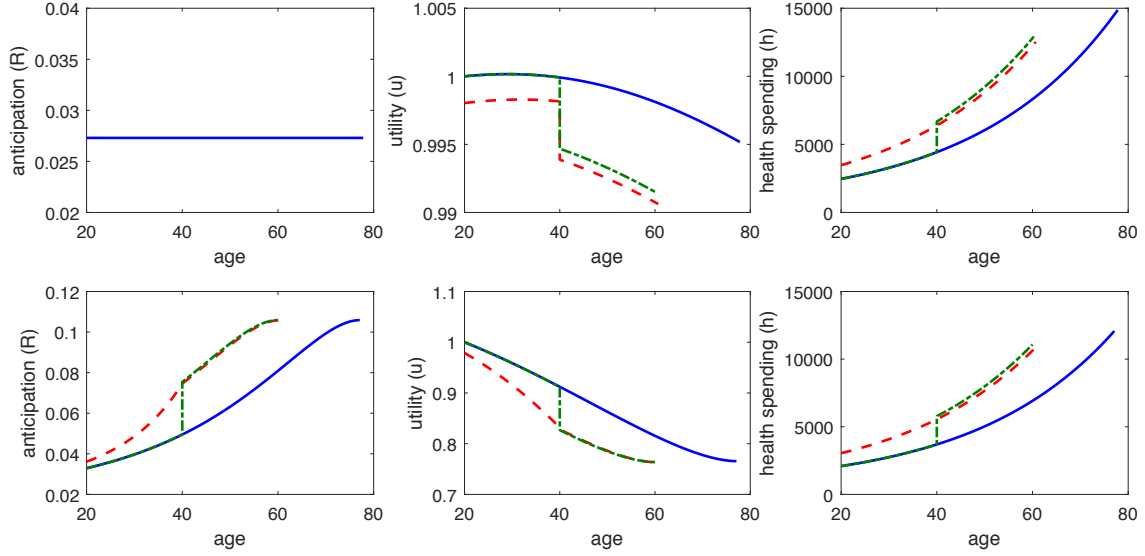 anticipation (R)
0.04
0.035
0.03
0.025
0.02
20 40 60 80
age
utility (u)
1.005
1
0.995
0.99
20 40 60 80
age
health spending (h)
15000
10000
5000
0
20 40 60 80
age
anticipation (R)
0.12
0.1
0.08
0.06
0.04
0.02
20 40 60 80
age
utility (u)
1.1
1
0.9
0.8
0.7
20 40 60 80
age
health spending (h)
15000
10000
5000
0
20 40 60 80
age